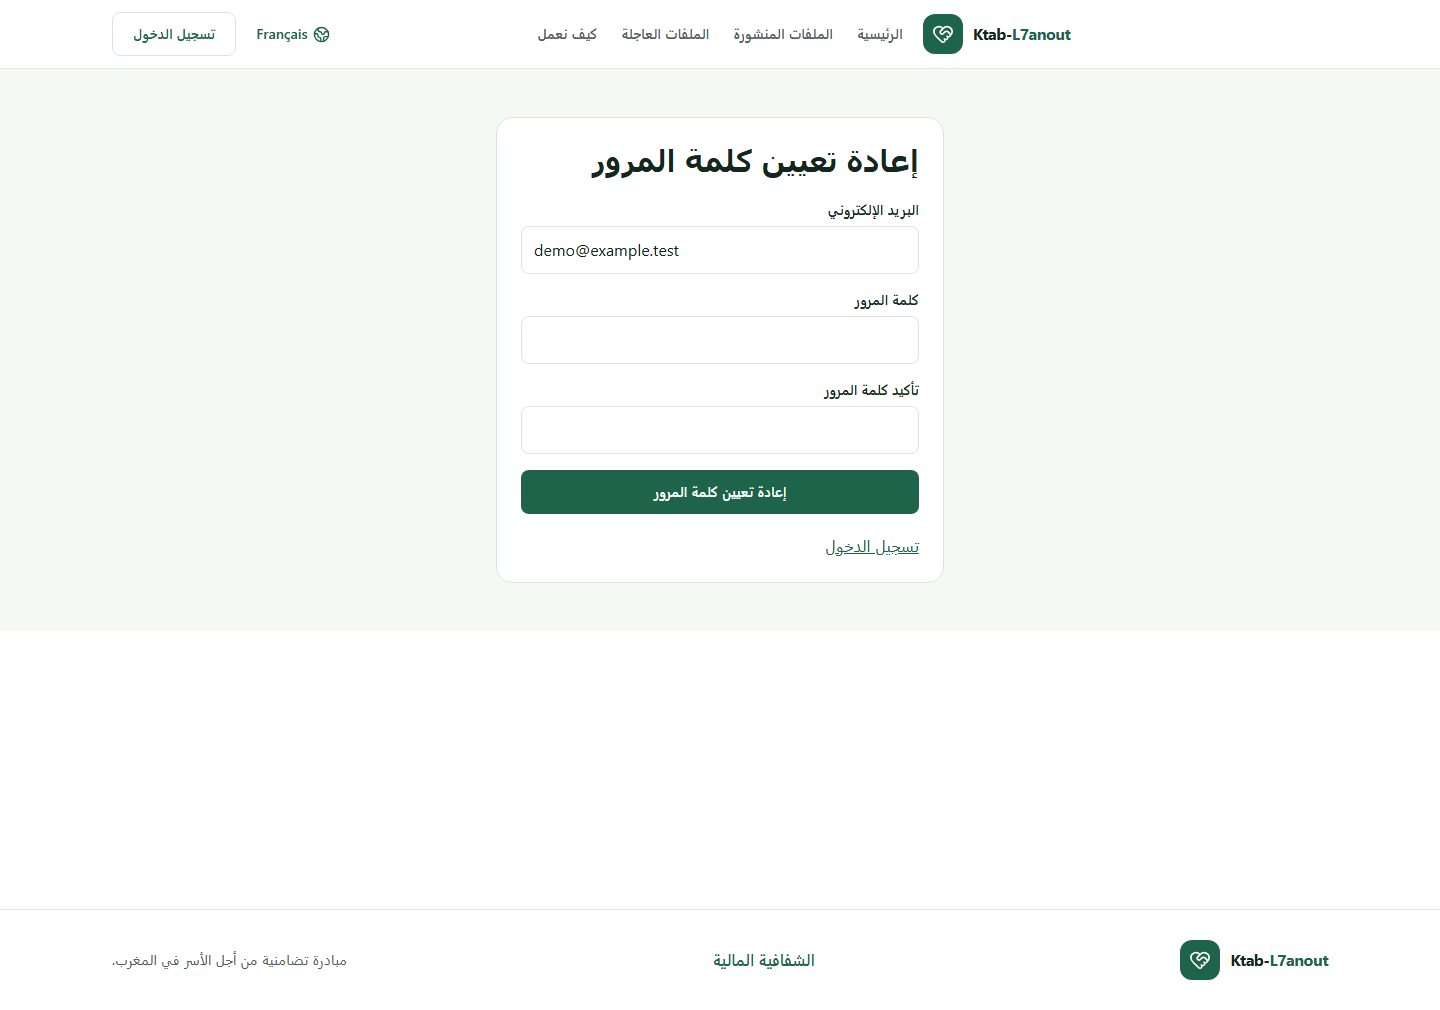 Ktab-L7anout
الرئيسية
الملفات المنشورة
الملفات العاجلة
كيف نعمل
Français
تسجيل الدخول
إعادة تعيين كلمة المرور
البريد الإلكتروني
demo@example.test
كلمة المرور
تأكيد كلمة المرور
إعادة تعيين كلمة المرور
تسجيل الدخول
Ktab-L7anout
الشفافية المالية
مبادرة تضامنية من أجل الأسر في المغرب.